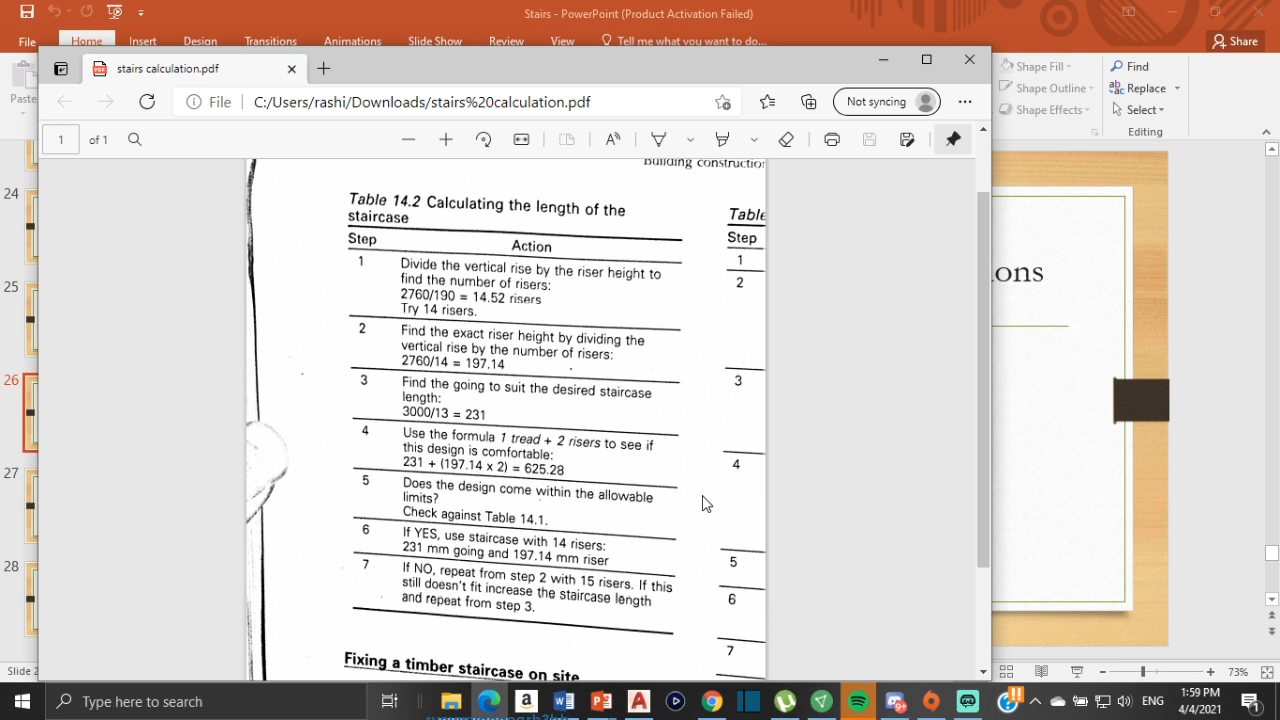 Stairs - PowerPoint (Product Activation Failed)
File Home Insert Design Transitions Animations Slide Show Review View Tell me what you want to do... Share
Paste
Shape Fill
Shape Outline
Shape Effects
Find
Replace
Select
Editing
stairs calculation.pdf
File C:/Users/rashi/Downloads/stairs%20calculation.pdf Not syncing
1 of 1
24
25
26
27
28
ons
Building construction
Table 14.2 Calculating the length of the
staircase
Step Action
1 Divide the vertical rise by the riser height to
find the number of risers:
2760/190 = 14.52 risers
Try 14 risers.
2 Find the exact riser height by dividing the
vertical rise by the number of risers:
2760/14 = 197.14
3 Find the going to suit the desired staircase
length:
3000/13 = 231
4 Use the formula 1 tread + 2 risers to see if
this design is comfortable:
231 + (197.14 x 2) = 625.28
5 Does the design come within the allowable
limits?
Check against Table 14.1.
6 If YES, use staircase with 14 risers:
231 mm going and 197.14 mm riser
7 If NO, repeat from step 2 with 15 risers. If this
still doesn't fit increase the staircase length
and repeat from step 3.
Fixing a timber staircase on site
Table
Step
1
2
3
4
5
6
7
Slide 2
73%
Type here to search
ENG
1:59 PM
4/4/2021